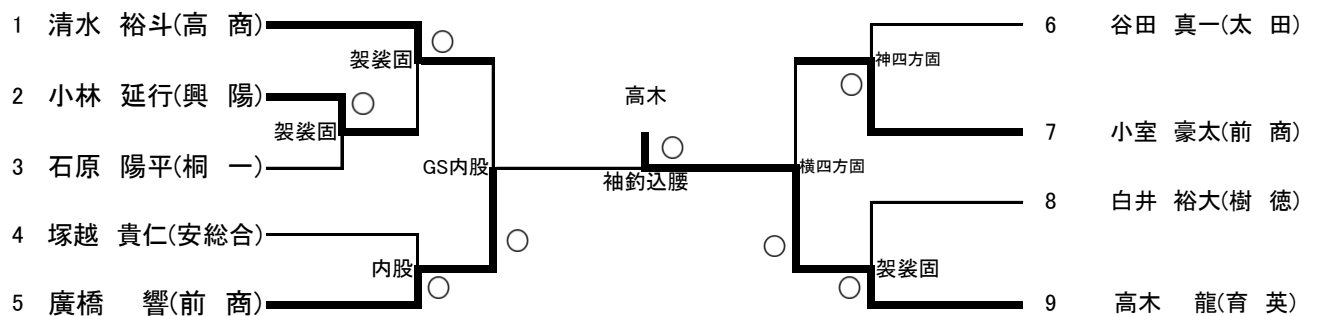 1 清水 裕斗(高 商)
袈裟固
2 小林 延行(興 陽)
袈裟固
3 石原 陽平(桐 一)
GS内股
4 塚越 貴仁(安総合)
内股
5 廣橋 響(前 商)
高木
袖釣込腰
6 谷田 真一(太 田)
神四方固
7 小室 豪太(前 商)
横四方固
8 白井 裕大(樹 徳)
袈裟固
9 高木 龍(育 英)